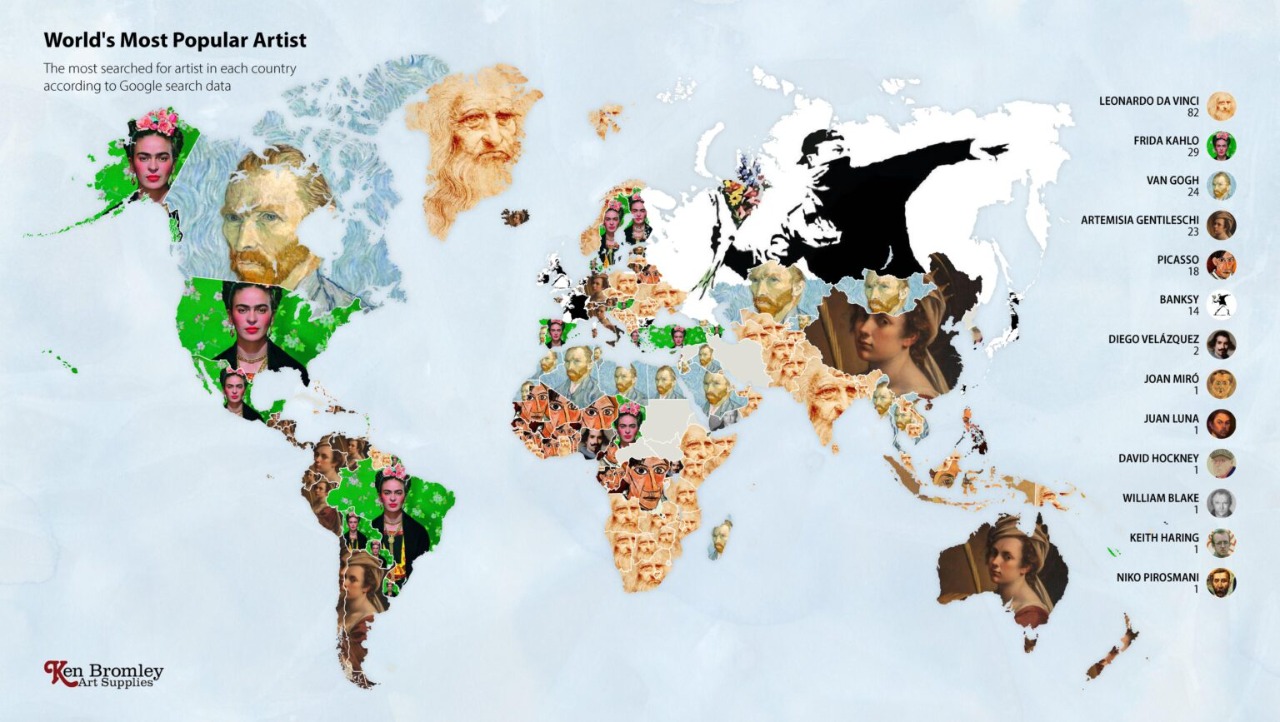 World's Most Popular Artist
The most searched for artist in each country
according to Google search data
LEONARDO DA VINCI
82
FRIDA KAHLO
29
VAN GOGH
24
ARTEMISIA GENTILESCHI
23
PICASSO
18
BANKSY
14
DIEGO VELÁZQUEZ
2
JOAN MIRÓ
1
JUAN LUNA
1
DAVID HOCKNEY
1
WILLIAM BLAKE
1
KEITH HARING
1
NIKO PIROSMANI
1
Ken Bromley
Art Supplies